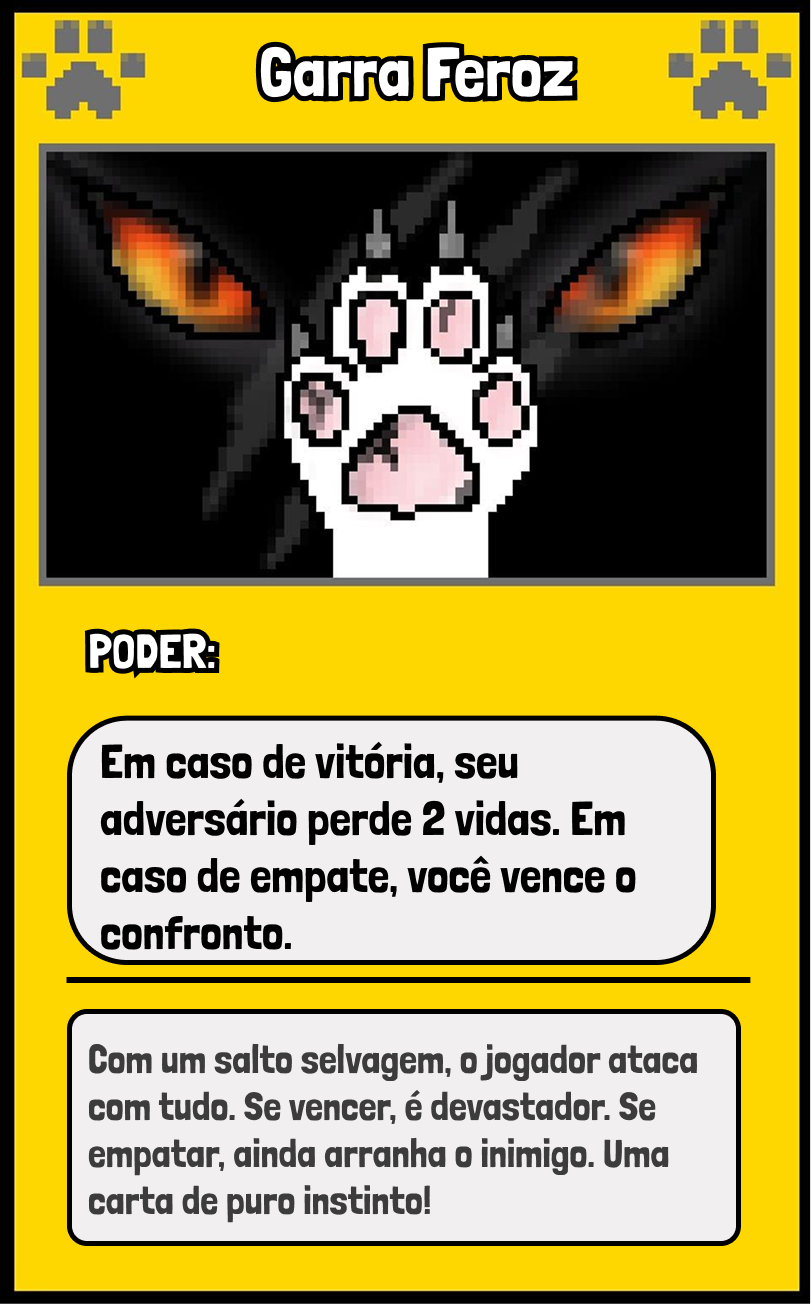 Garra Feroz
PODER:
Em caso de vitória, seu
adversário perde 2 vidas. Em
caso de empate, você vence o
confronto.
Com um salto selvagem, o jogador ataca
com tudo. Se vencer, é devastador. Se
empatar, ainda arranha o inimigo. Uma
carta de puro instinto!